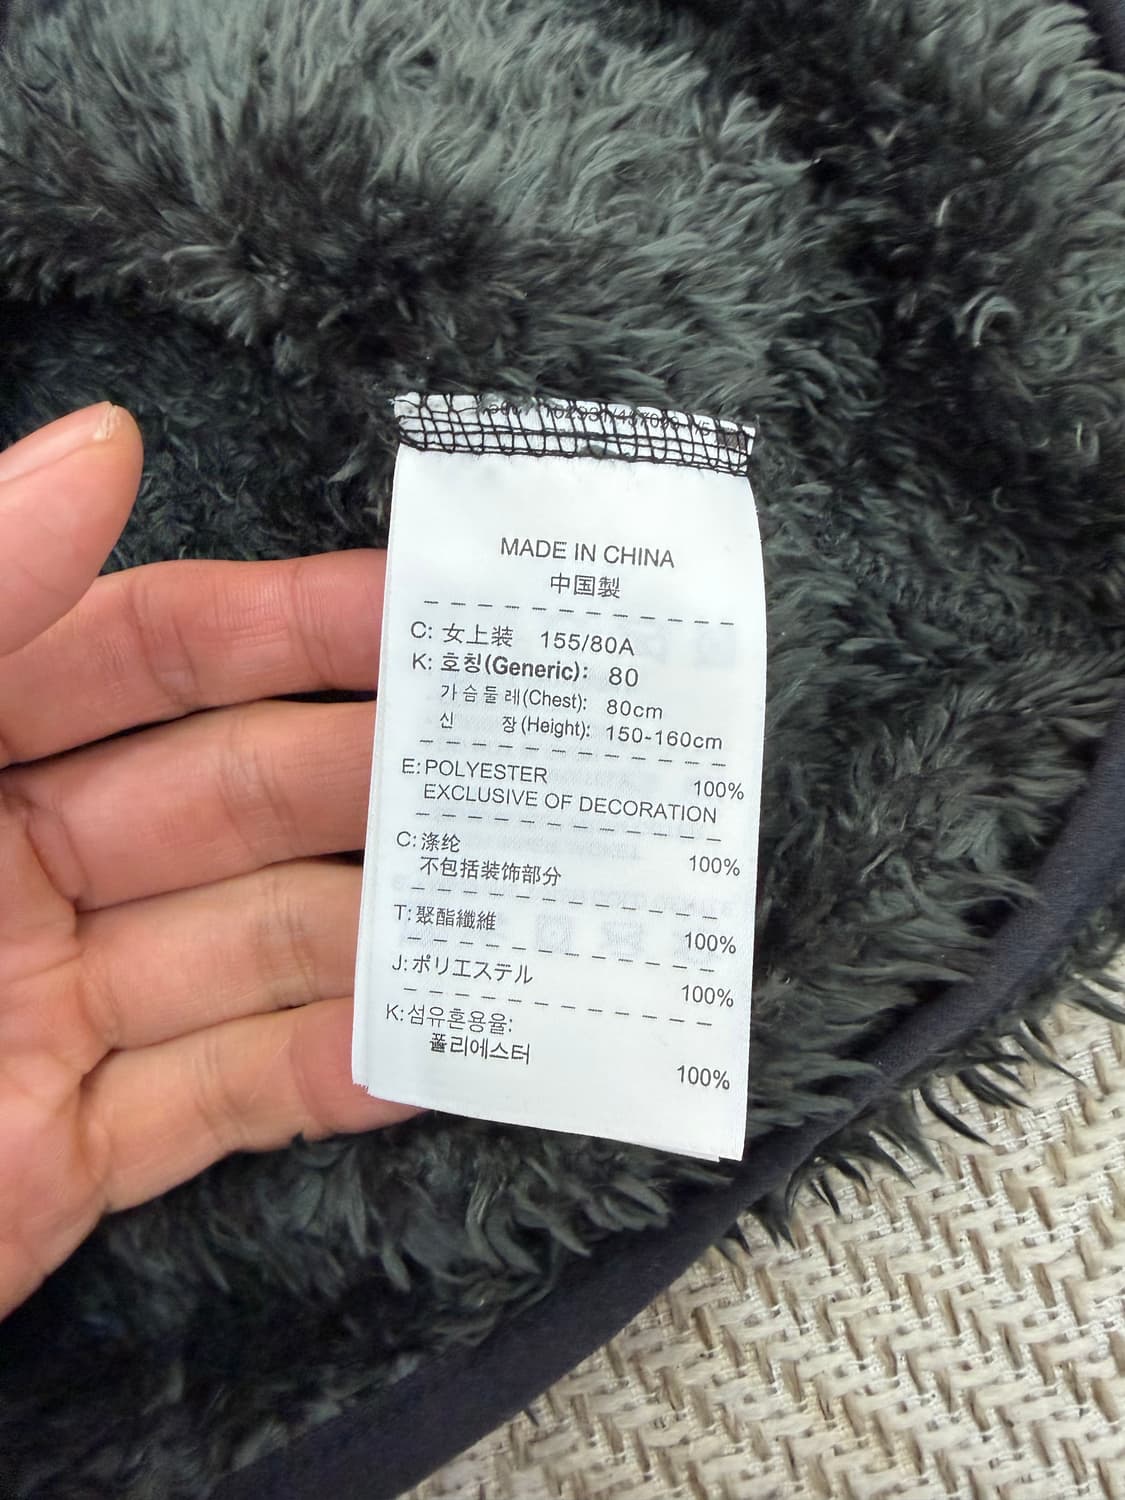 MADE IN CHINA
中国製
C: 女上装 155/80A
K: 호칭(Generic): 80
가슴둘레(Chest): 80cm
신 장(Height): 150-160cm
E: POLYESTER 100%
EXCLUSIVE OF DECORATION
C: 涤纶 100%
不包括装饰部分
T: 聚酯纖維 100%
J: ポリエステル 100%
K: 섬유혼용율:
폴리에스터 100%